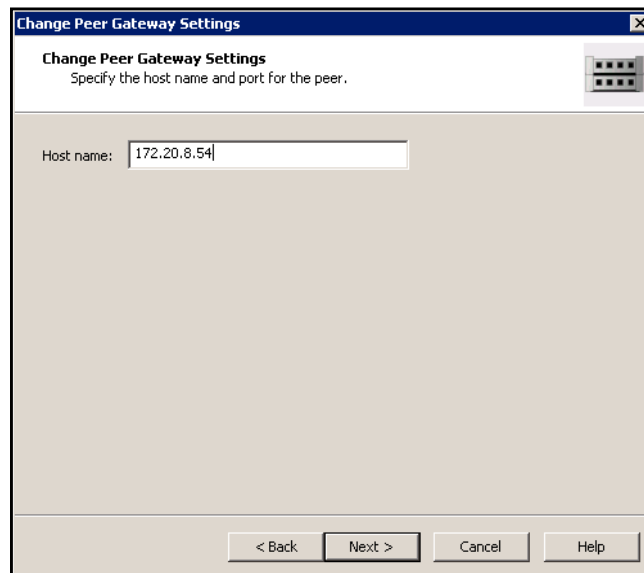 Change Peer Gateway Settings
Change Peer Gateway Settings
Specify the host name and port for the peer.
Host name: 172.20.8.54
< Back Next > Cancel Help